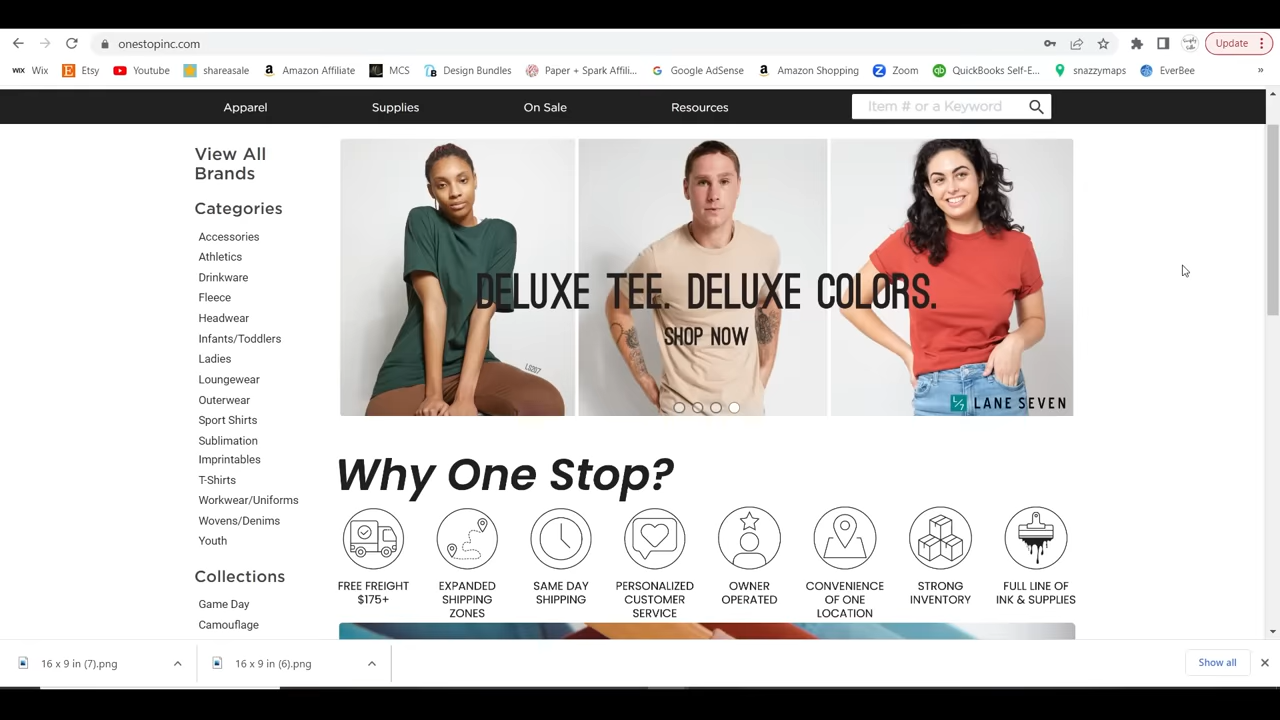 onestopinc.com
Update
Wix
Etsy
Youtube
shareasale
Amazon Affiliate
MCS
Design Bundles
Paper + Spark Affili...
Google AdSense
Amazon Shopping
Zoom
QuickBooks Self-E...
snazzymaps
EverBee
»
Apparel
Supplies
On Sale
Resources
Item # or a Keyword
View All
Brands
Categories
Accessories
Athletics
Drinkware
Fleece
Headwear
Infants/Toddlers
Ladies
Loungewear
Outerwear
Sport Shirts
Sublimation
Imprintables
T-Shirts
Workwear/Uniforms
Wovens/Denims
Youth
Collections
Game Day
Camouflage
DELUXE TEE. DELUXE COLORS.
SHOP NOW
LANE SEVEN
Why One Stop?
FREE FREIGHT
$175+
EXPANDED
SHIPPING
ZONES
SAME DAY
SHIPPING
PERSONALIZED
CUSTOMER
SERVICE
OWNER
OPERATED
CONVENIENCE
OF ONE
LOCATION
STRONG
INVENTORY
FULL LINE OF
INK & SUPPLIES
16 x 9 in (7).png
16 x 9 in (6).png
Show all